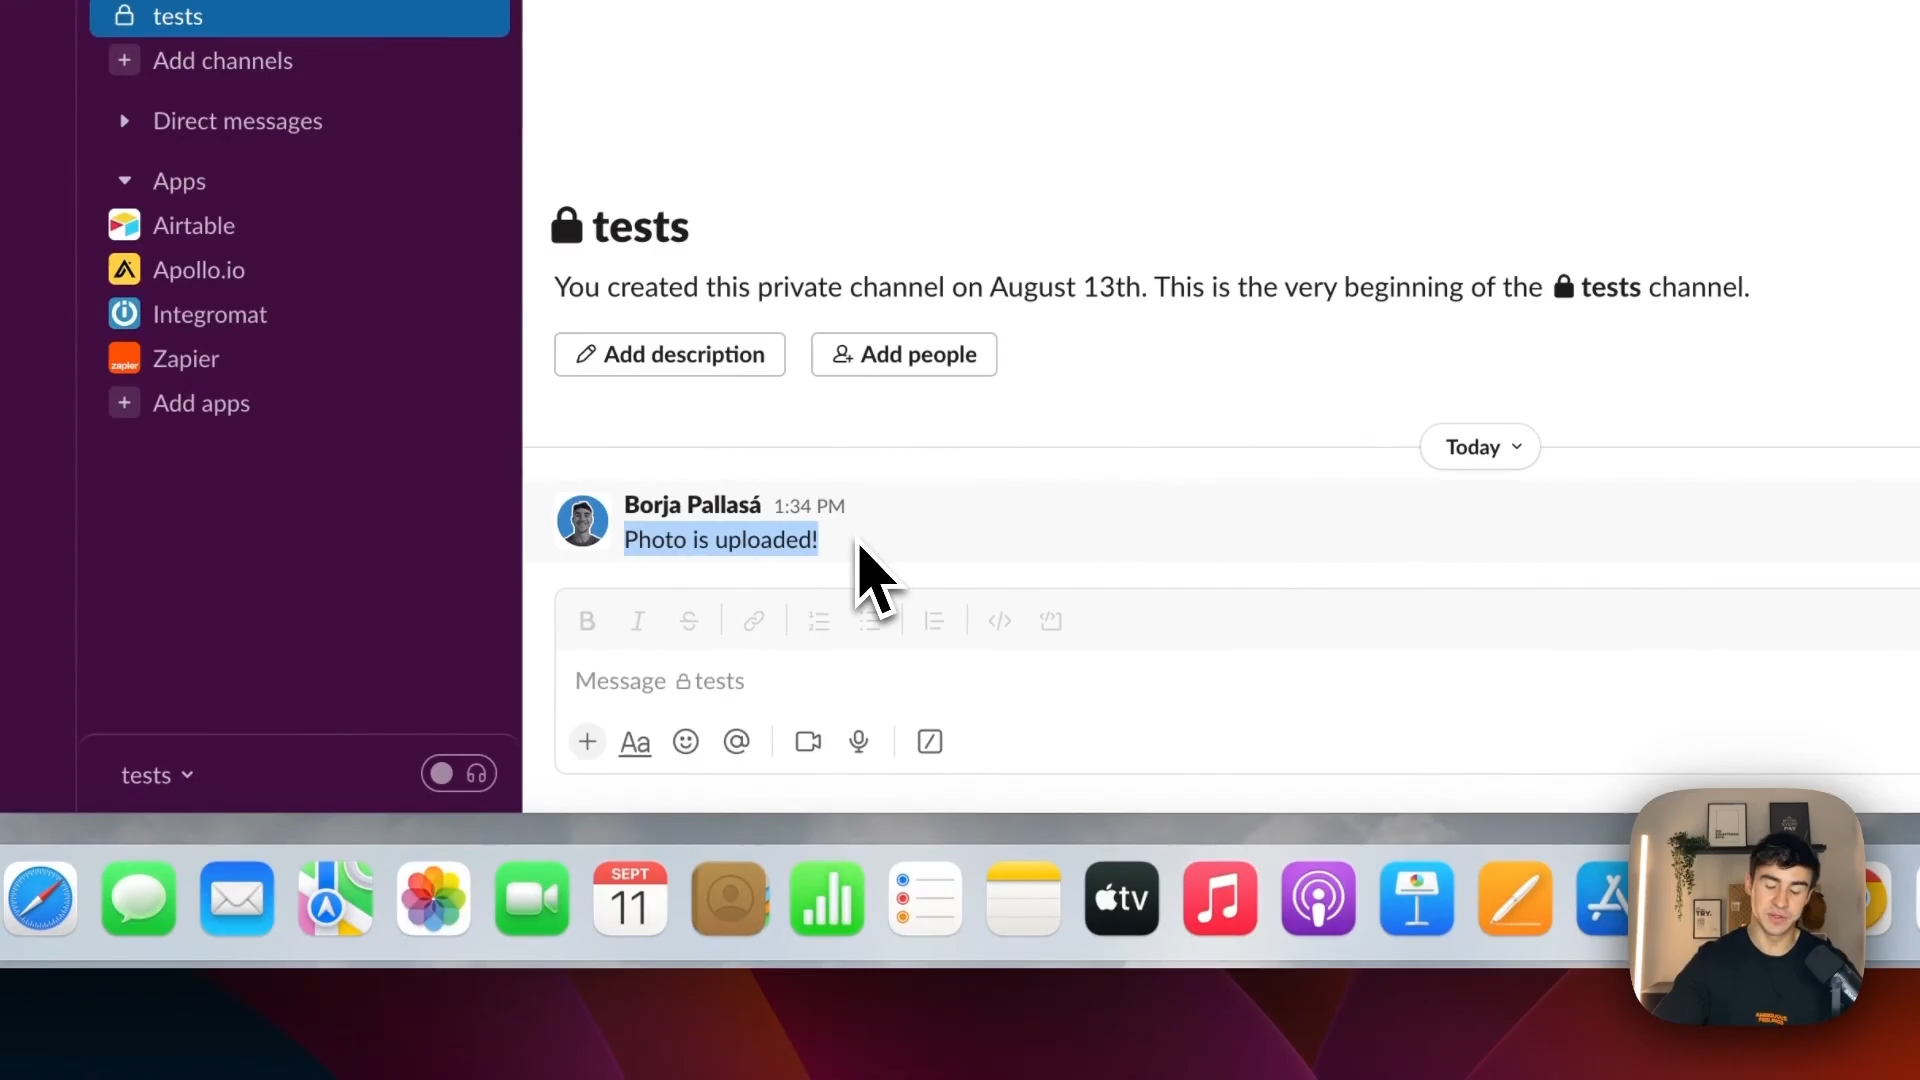 tests
Add channels
Direct messages
Apps
Airtable
Apollo.io
Integromat
zapier
Zapier
Add apps
tests
tests
You created this private channel on August 13th. This is the very beginning of the tests channel.
Add description
Add people
Today
Borja Pallasá 1:34 PM
Photo is uploaded!
B I S
Message tests
+ Aa @
SEPT
11
tv
TRY.